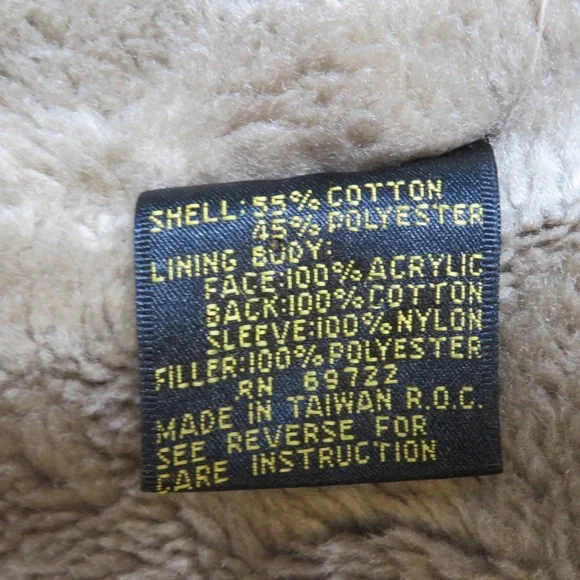 SHELL: 55% COTTON
45% POLYESTER
LINING BODY:
FACE:100% ACRYLIC
BACK:100% COTTON
SLEEVE:100% NYLON
FILLER:100% POLYESTER
RN 69722
MADE IN TAIWAN R.O.C.
SEE REVERSE FOR
CARE INSTRUCTION